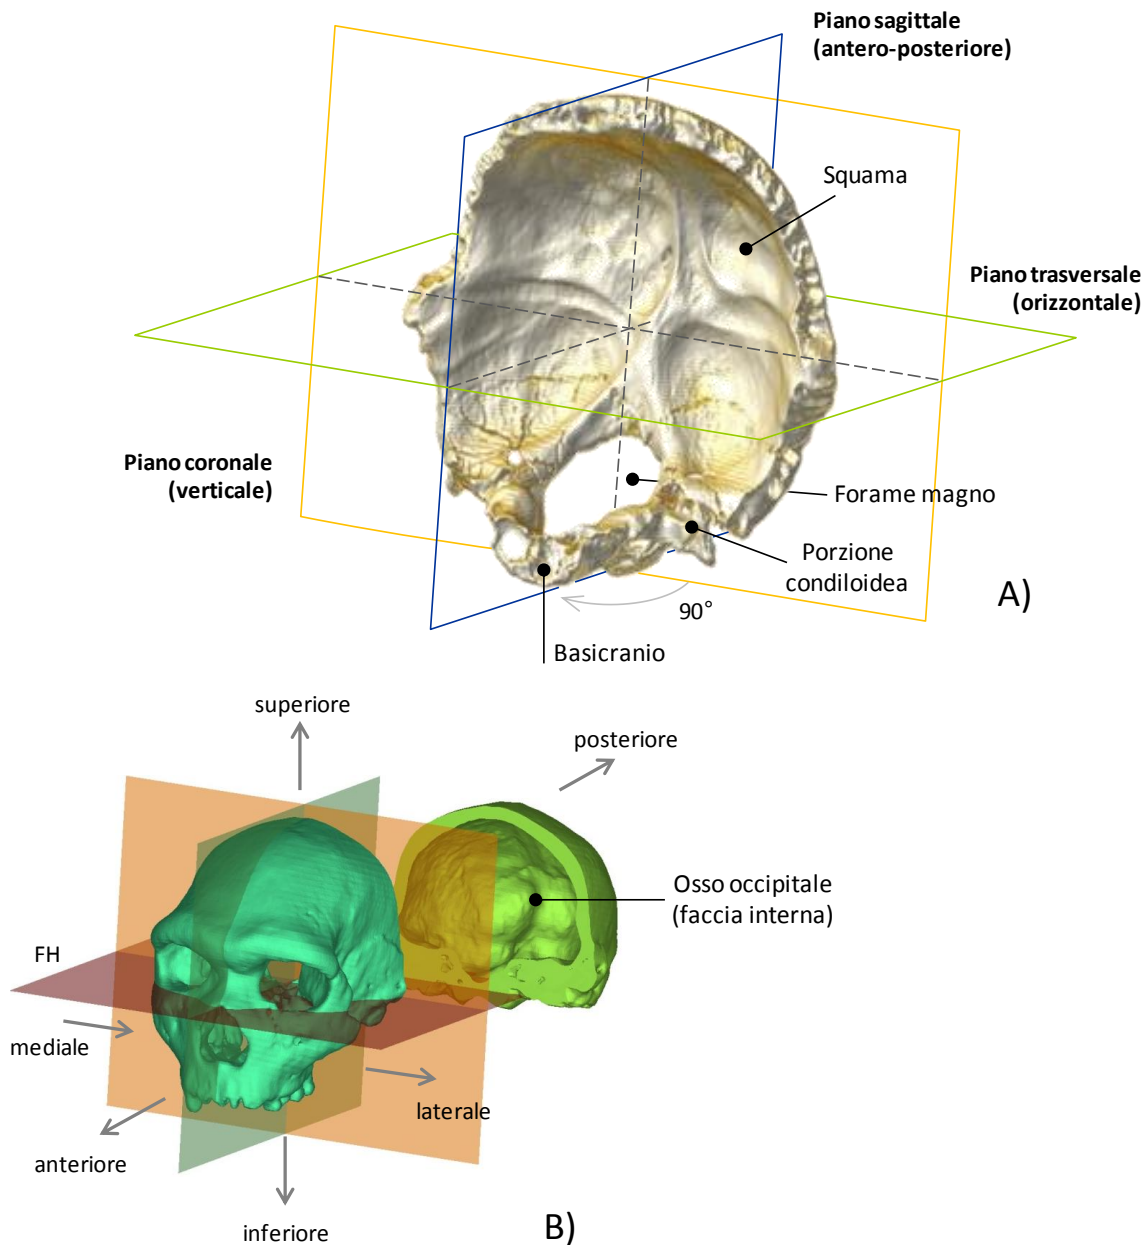 Piano sagittale
(antero-posteriore)
Squama
Piano trasversale
(orizzontale)
Piano coronale
(verticale)
Forame magno
Porzione
condiloidea
A)
90°
Basicranio
superiore
posteriore
Osso occipitale
(faccia interna)
FH
mediale
laterale
anteriore
inferiore
B)